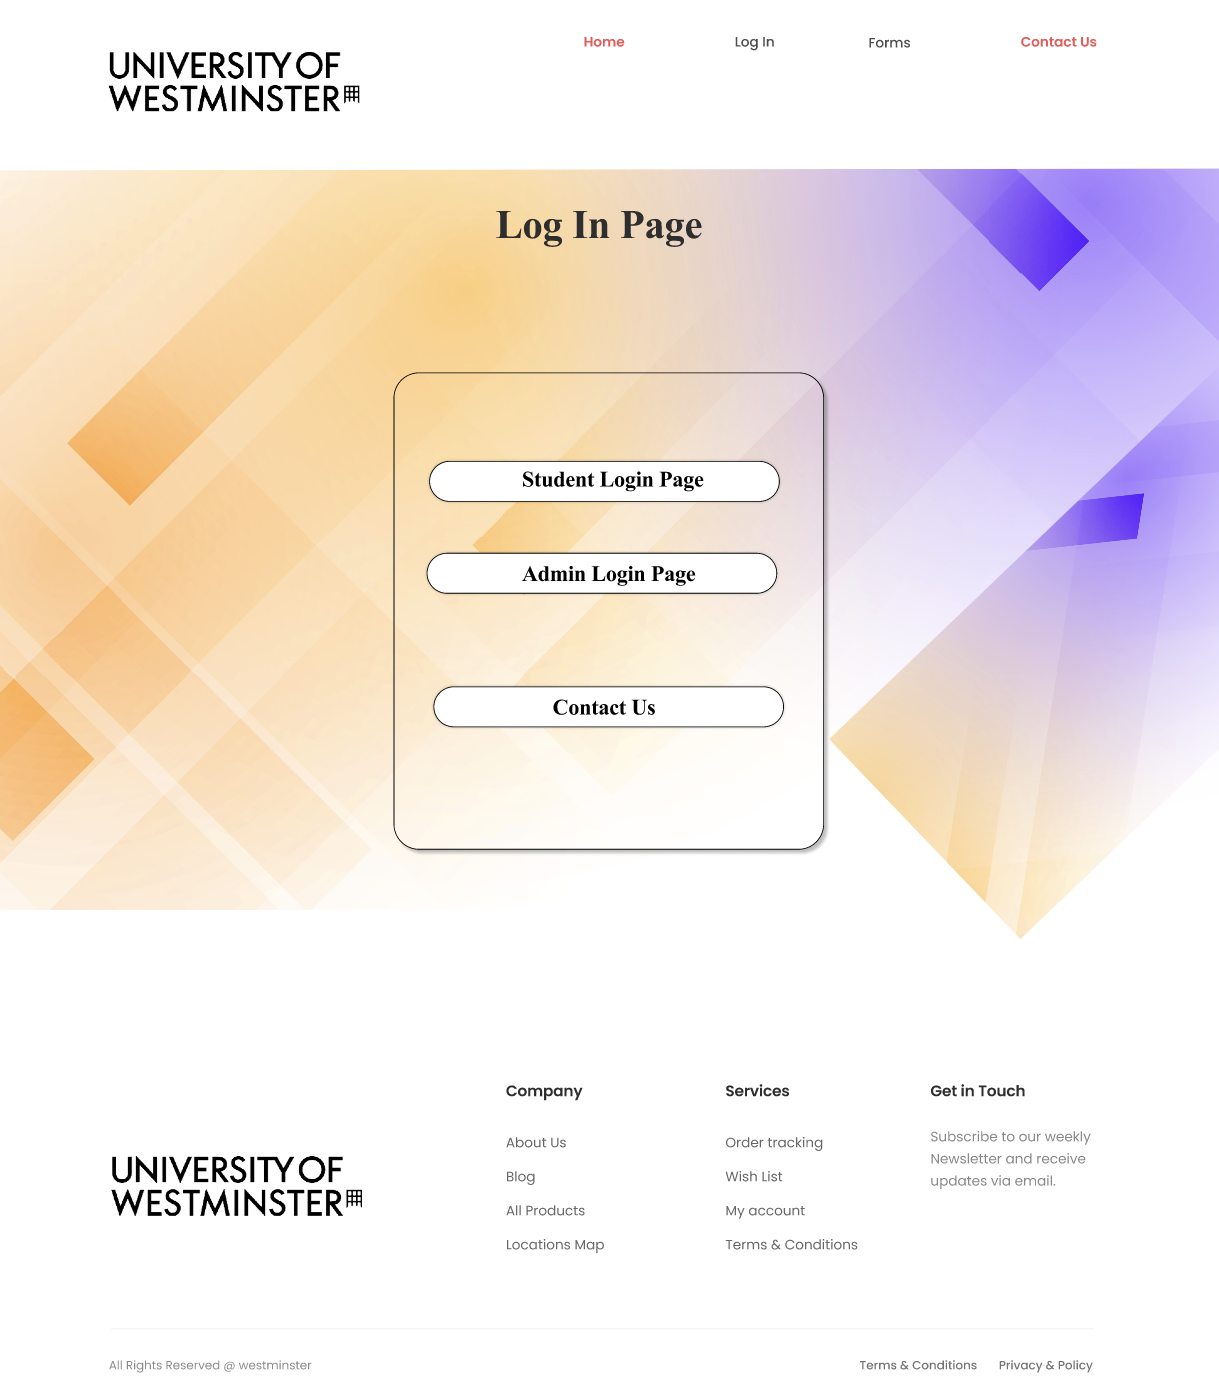 UNIVERSITY OF
WESTMINSTER
Home
Log In
Forms
Contact Us
Log In Page
Student Login Page
Admin Login Page
Contact Us
UNIVERSITY OF
WESTMINSTER
Company
About Us
Blog
All Products
Locations Map
Services
Order tracking
Wish List
My account
Terms & Conditions
Get in Touch
Subscribe to our weekly
Newsletter and receive
updates via email.
All Rights Reserved @ westminster
Terms & Conditions
Privacy & Policy